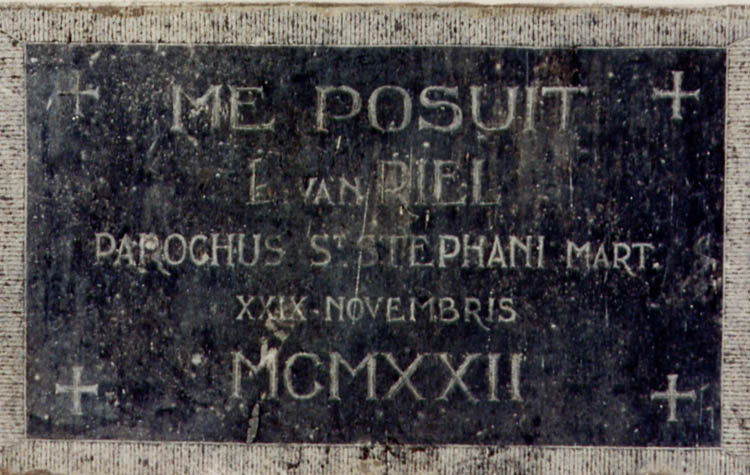 ME POSUIT
L VAN RIEL
PAROCHUS ST STEPHANI MART.
XXIX·NOVEMBRIS
MCMXXII